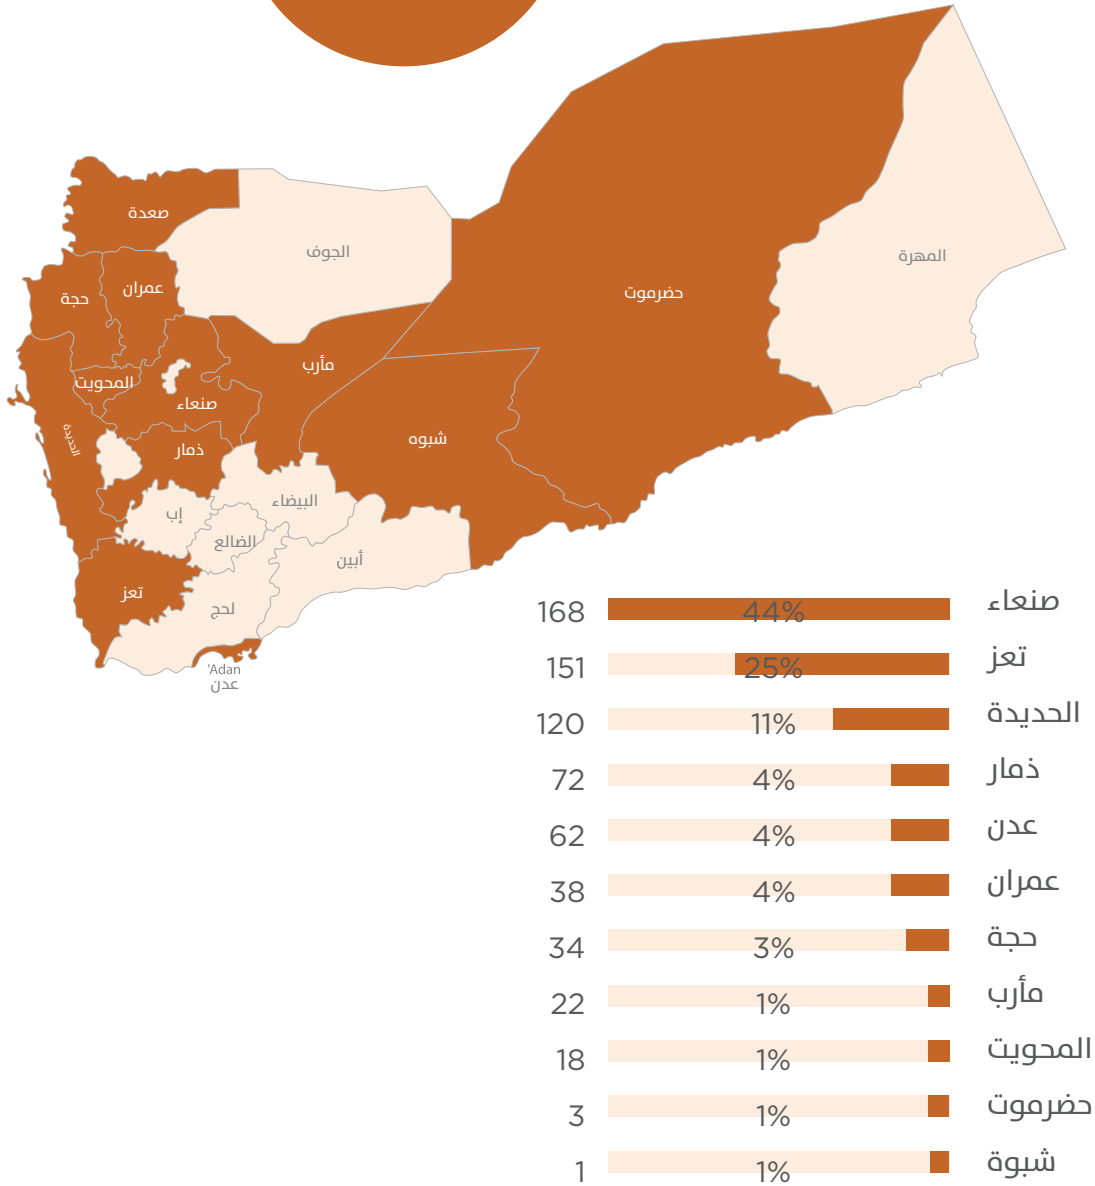 صعدة
الجوف
المهرة
عمران
حجة
حضرموت
مأرب
المحويت
صنعاء
الحديدة
شبوه
ذمار
البيضاء
إب
الضالع
أبين
تعز
لحج
'Adan
عدن
صنعاء 44% 168
تعز 25% 151
الحديدة 11% 120
ذمار 4% 72
عدن 4% 62
عمران 4% 38
حجة 3% 34
مأرب 1% 22
المحويت 1% 18
حضرموت 1% 3
شبوة 1% 1